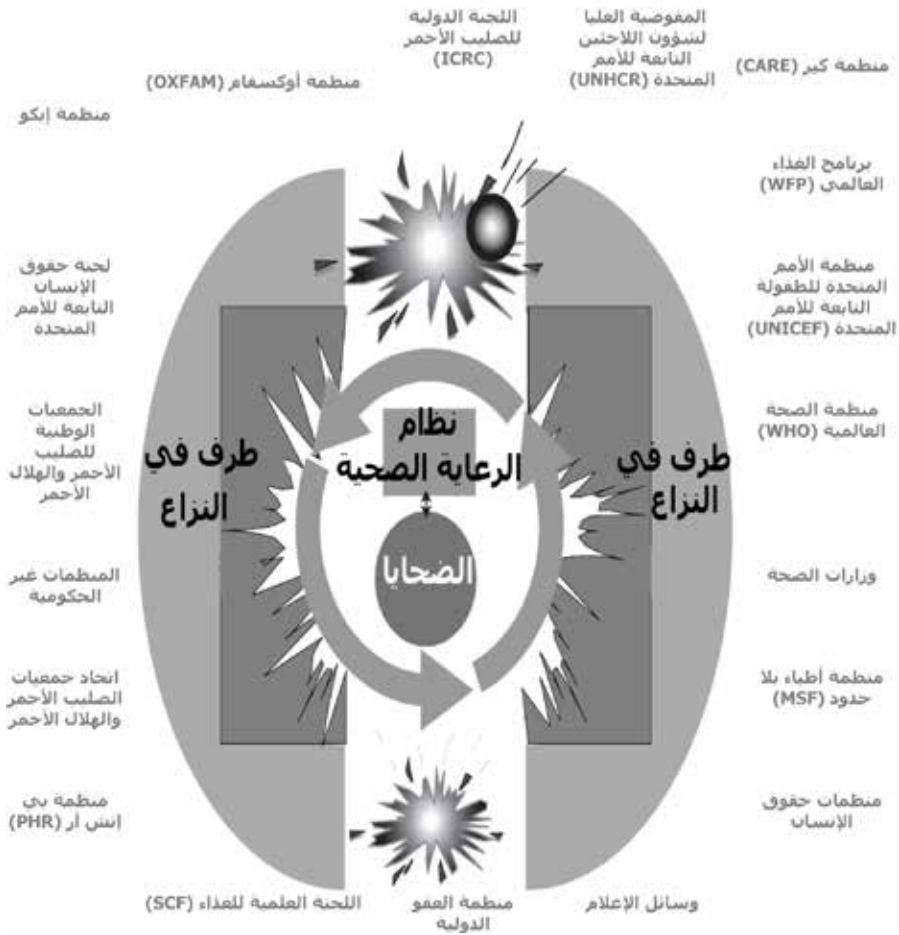 المفوضية العليا
لشؤون اللاجئين
التابعة للأمم
المتحدة (UNHCR)
اللجنة الدولية
للصليب الأحمر
(ICRC)
منظمة كير (CARE)
منظمة أوكسفام (OXFAM)
منظمة إيكو
برنامج الغذاء
العالمي (WFP)
منظمة الأمم
المتحدة للطفولة
التابعة للأمم
المتحدة (UNICEF)
لجنة حقوق
الإنسان
التابعة للأمم
المتحدة
منظمة الصحة
العالمية (WHO)
الجمعيات
الوطنية
للصليب
الأحمر والهلال
الأحمر
طرف في
النزاع
نظام
الرعاية الصحية
طرف في
النزاع
الضحايا
وزارات الصحة
المنظمات غير
الحكومية
منظمة أطباء بلا
حدود (MSF)
اتحاد جمعيات
الصليب الأحمر
والهلال الأحمر
منظمات حقوق
الإنسان
منظمة بي
إتش آر (PHR)
وسائل الإعلام
منظمة العفو
الدولية
اللجنة العلمية للغذاء (SCF)